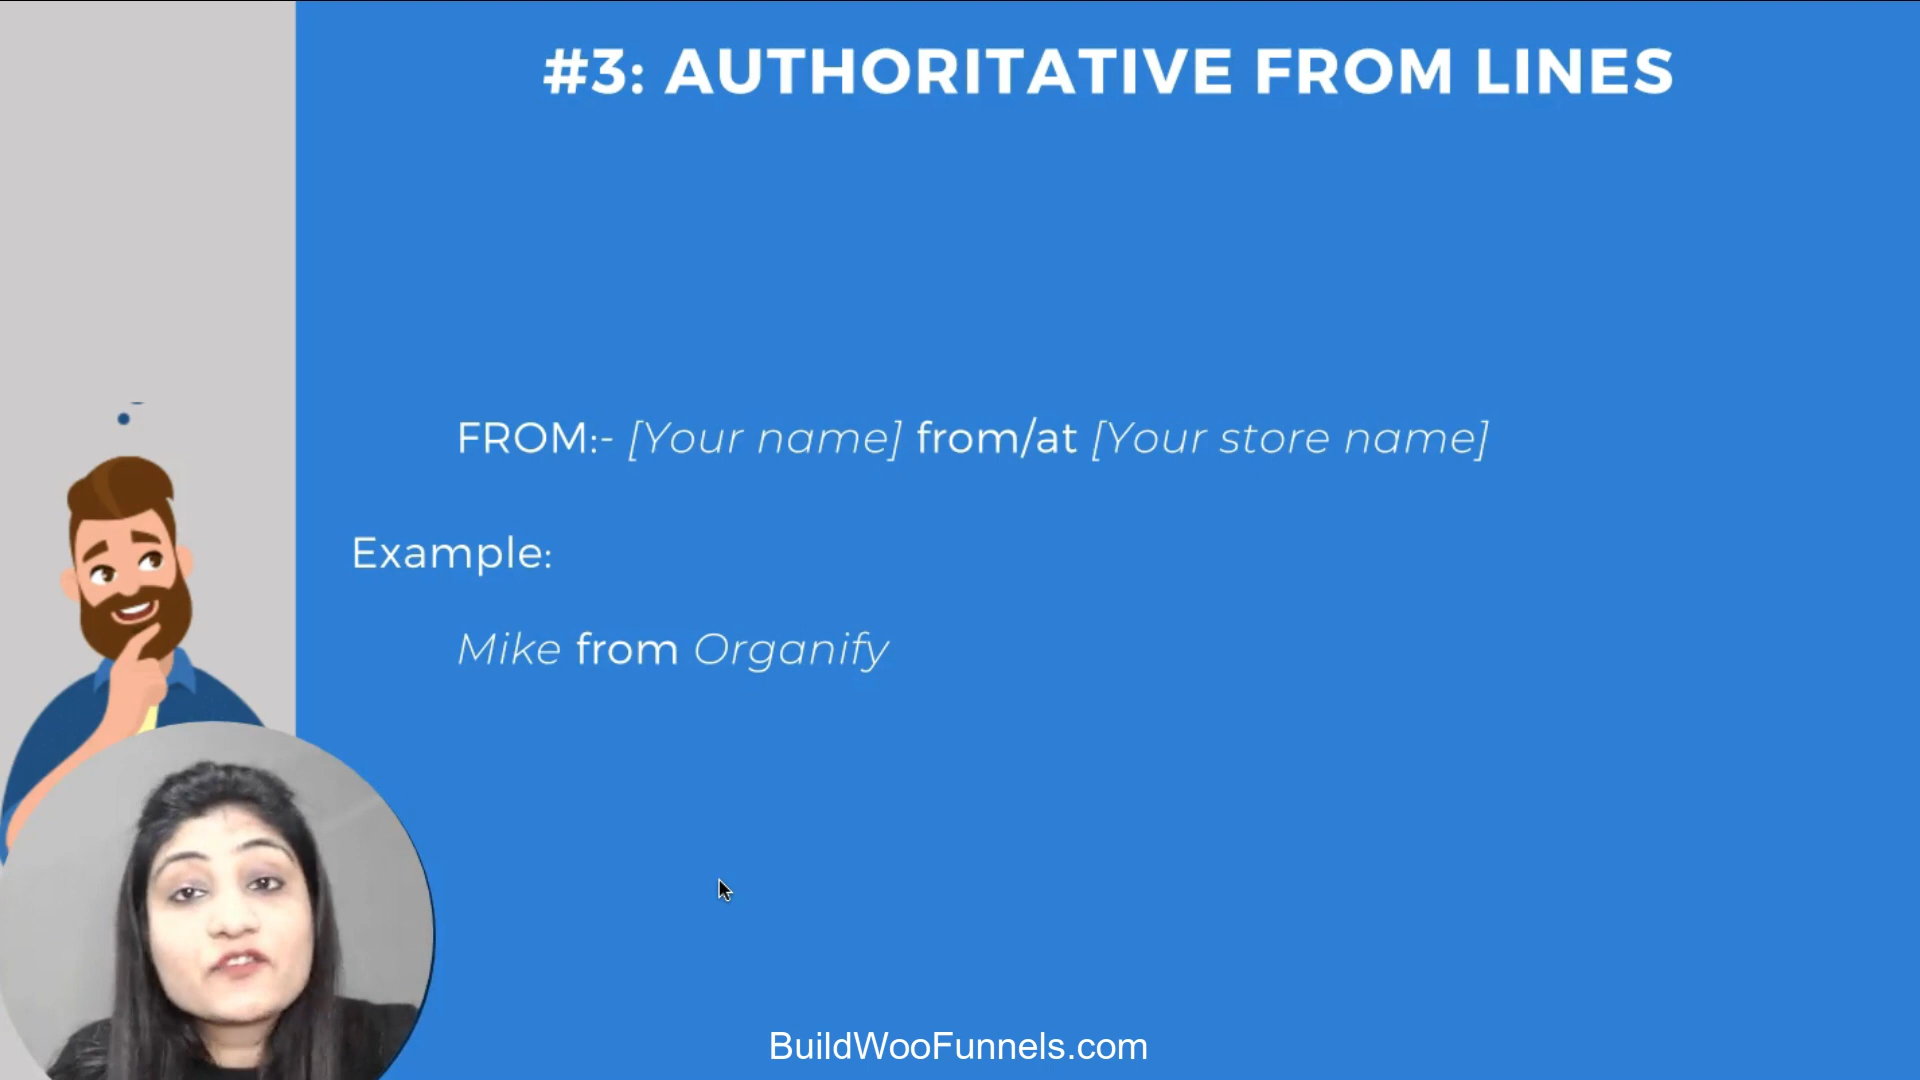 #3: AUTHORITATIVE FROM LINES
FROM:- [Your name] from/at [Your store name]
Example:
Mike from Organify
BuildWooFunnels.com